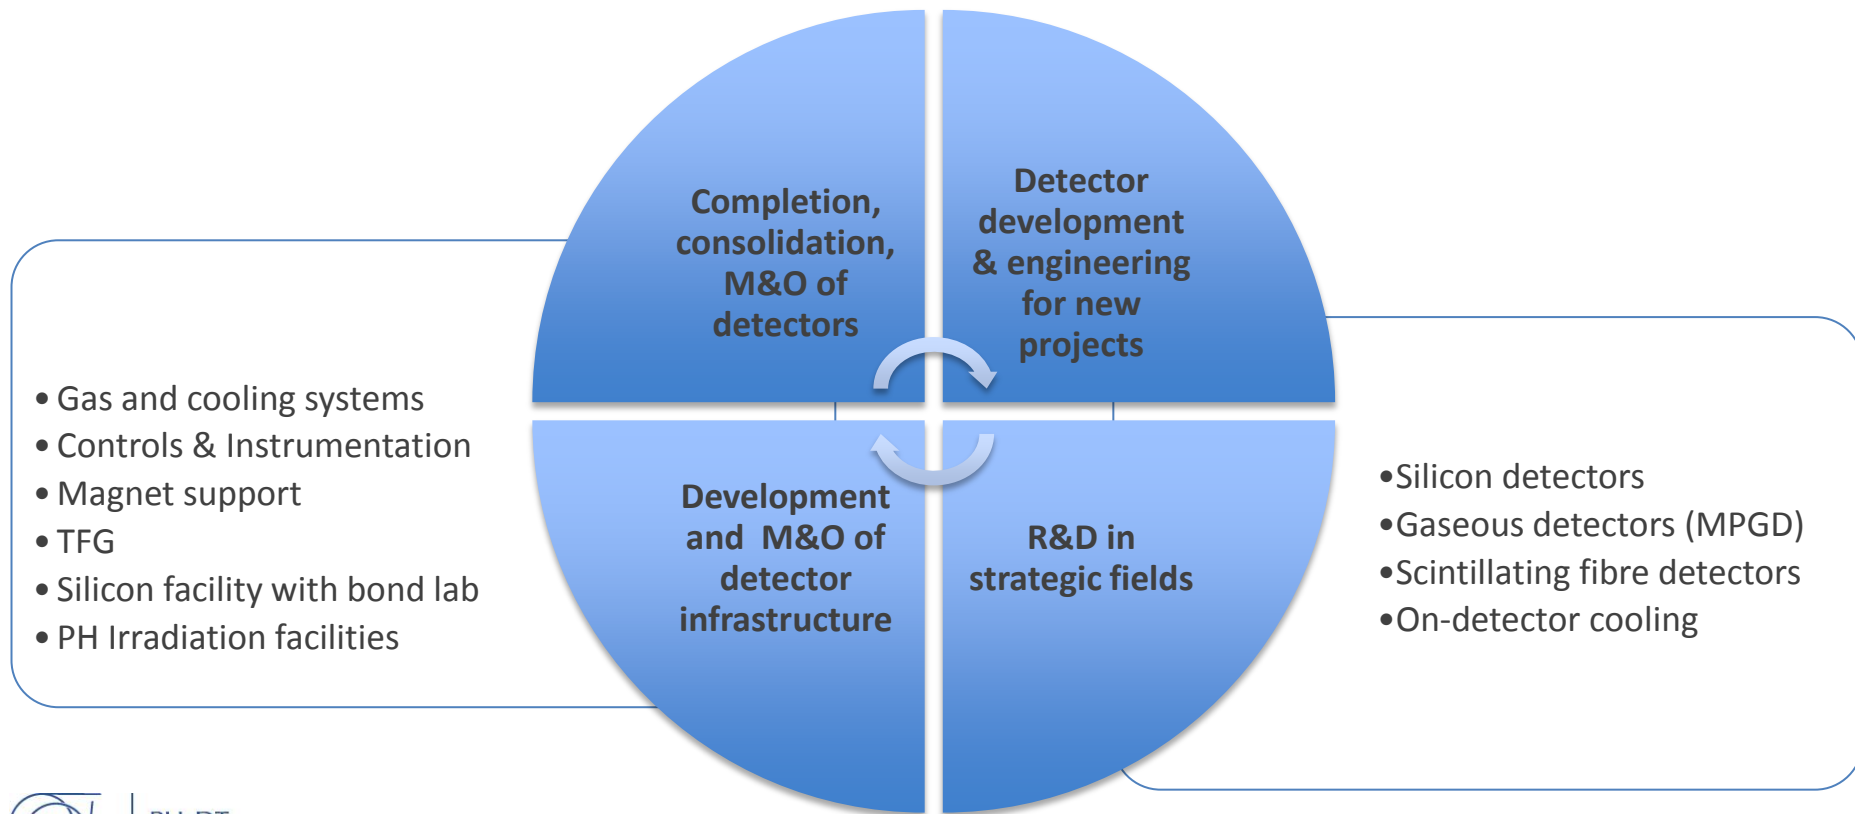 Completion,
consolidation,
M&O of
detectors
Detector
development
& engineering
for new
projects
• Gas and cooling systems
• Controls & Instrumentation
• Magnet support
• TFG
• Silicon facility with bond lab
• PH Irradiation facilities
Development
and M&O of
detector
infrastructure
R&D in
strategic fields
•Silicon detectors
•Gaseous detectors (MPGD)
•Scintillating fibre detectors
•On-detector cooling